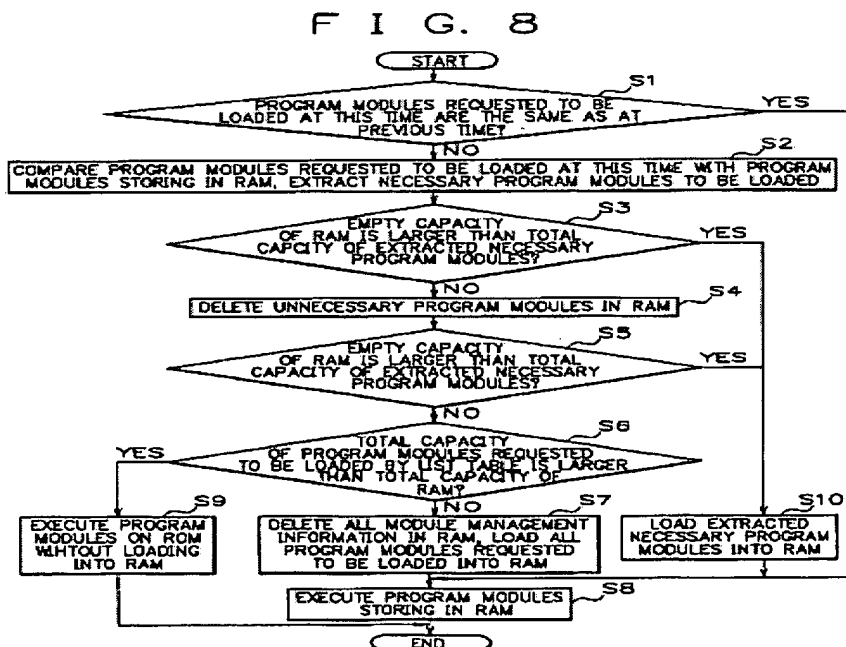 F I G. 8
START
S1
PROGRAM MODULES REQUESTED TO BE
LOADED AT THIS TIME ARE THE SAME AS AT
PREVIOUS TIME?
YES
NO
S2
COMPARE PROGRAM MODULES REQUESTED TO BE LOADED AT THIS TIME WITH PROGRAM
MODULES STORING IN RAM, EXTRACT NECESSARY PROGRAM MODULES TO BE LOADED
S3
EMPTY CAPACITY
OF RAM IS LARGER THAN TOTAL
CAPCITY OF EXTRACTED NECESSARY
PROGRAM MODULES?
YES
NO
S4
DELETE UNNECESSARY PROGRAM MODULES IN RAM
S5
EMPTY CAPACITY
OF RAM IS LARGER THAN TOTAL
CAPACITY OF EXTRACTED NECESSARY
PROGRAM MODULES?
YES
NO
S6
TOTAL CAPACITY
OF PROGRAM MODULES REQUESTED
TO BE LOADED BY LIST TABLE IS LARGER
THAN TOTAL CAPACITY OF
RAM?
YES
NO
S9
EXECUTE PROGRAM
MODULES ON ROM
WIHTOUT LOADING
INTO RAM
S7
DELETE ALL MODULE MANAGEMENT
INFORMATION IN RAM, LOAD ALL
PROGRAM MODULES REQUESTED
TO BE LOADED INTO RAM
S10
LOAD EXTRACTED
NECESSARY PROGRAM
MODULES INTO RAM
S8
EXECUTE PROGRAM MODULES
STORING IN RAM
END